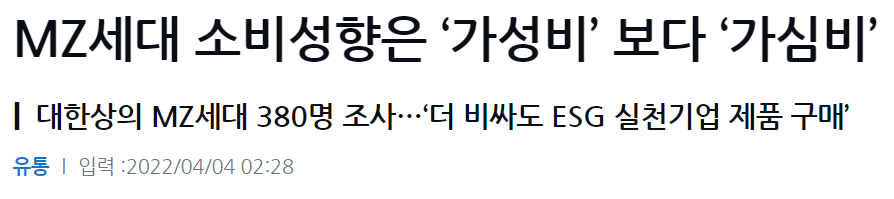 MZ세대 소비성향은 ‘가성비’ 보다 ‘가심비’
대한상의 MZ세대 380명 조사…‘더 비싸도 ESG 실천기업 제품 구매’
유통 | 입력 :2022/04/04 02:28